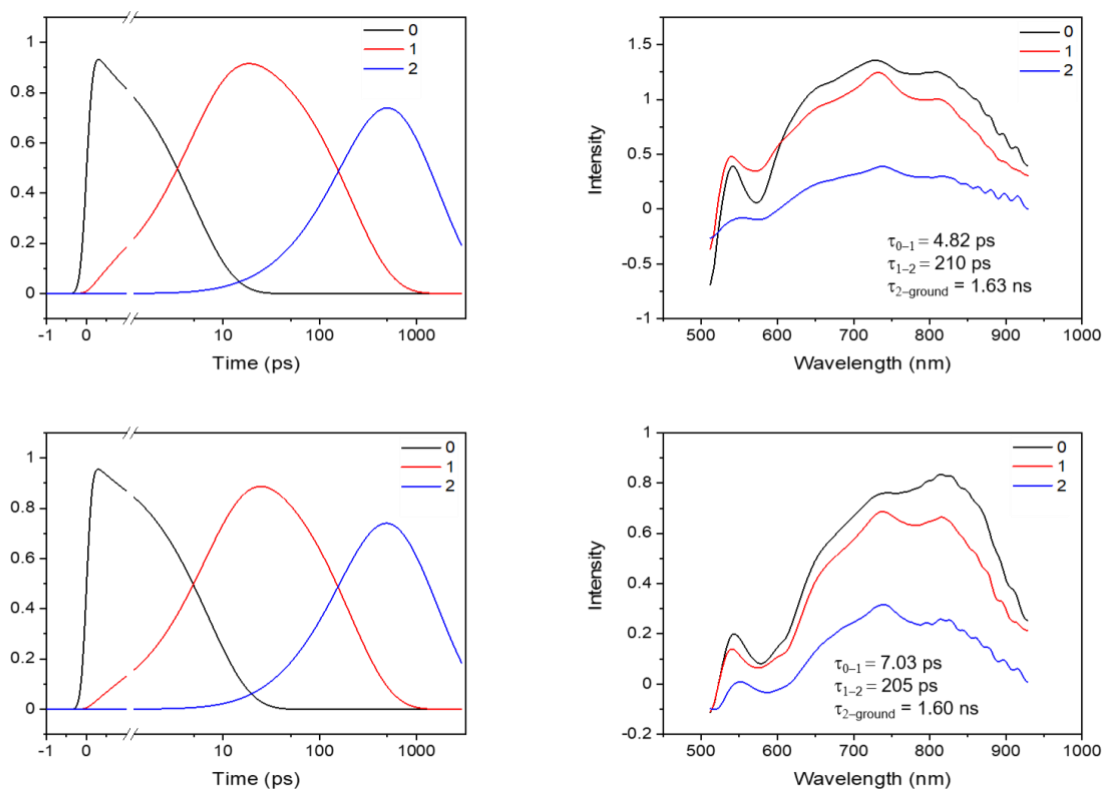 0
1
2
1
0.8
0.6
0.4
0.2
0
-1 0 10 100 1000
Time (ps)
0
1
2
1.5
1
0.5
0
-0.5
-1
Intensity
τ0–1 = 4.82 ps
τ1–2 = 210 ps
τ2–ground = 1.63 ns
500 600 700 800 900 1000
Wavelength (nm)
0
1
2
1
0.8
0.6
0.4
0.2
0
-1 0 10 100 1000
Time (ps)
0
1
2
1
0.8
0.6
0.4
0.2
0
-0.2
Intensity
τ0–1 = 7.03 ps
τ1–2 = 205 ps
τ2–ground = 1.60 ns
500 600 700 800 900 1000
Wavelength (nm)